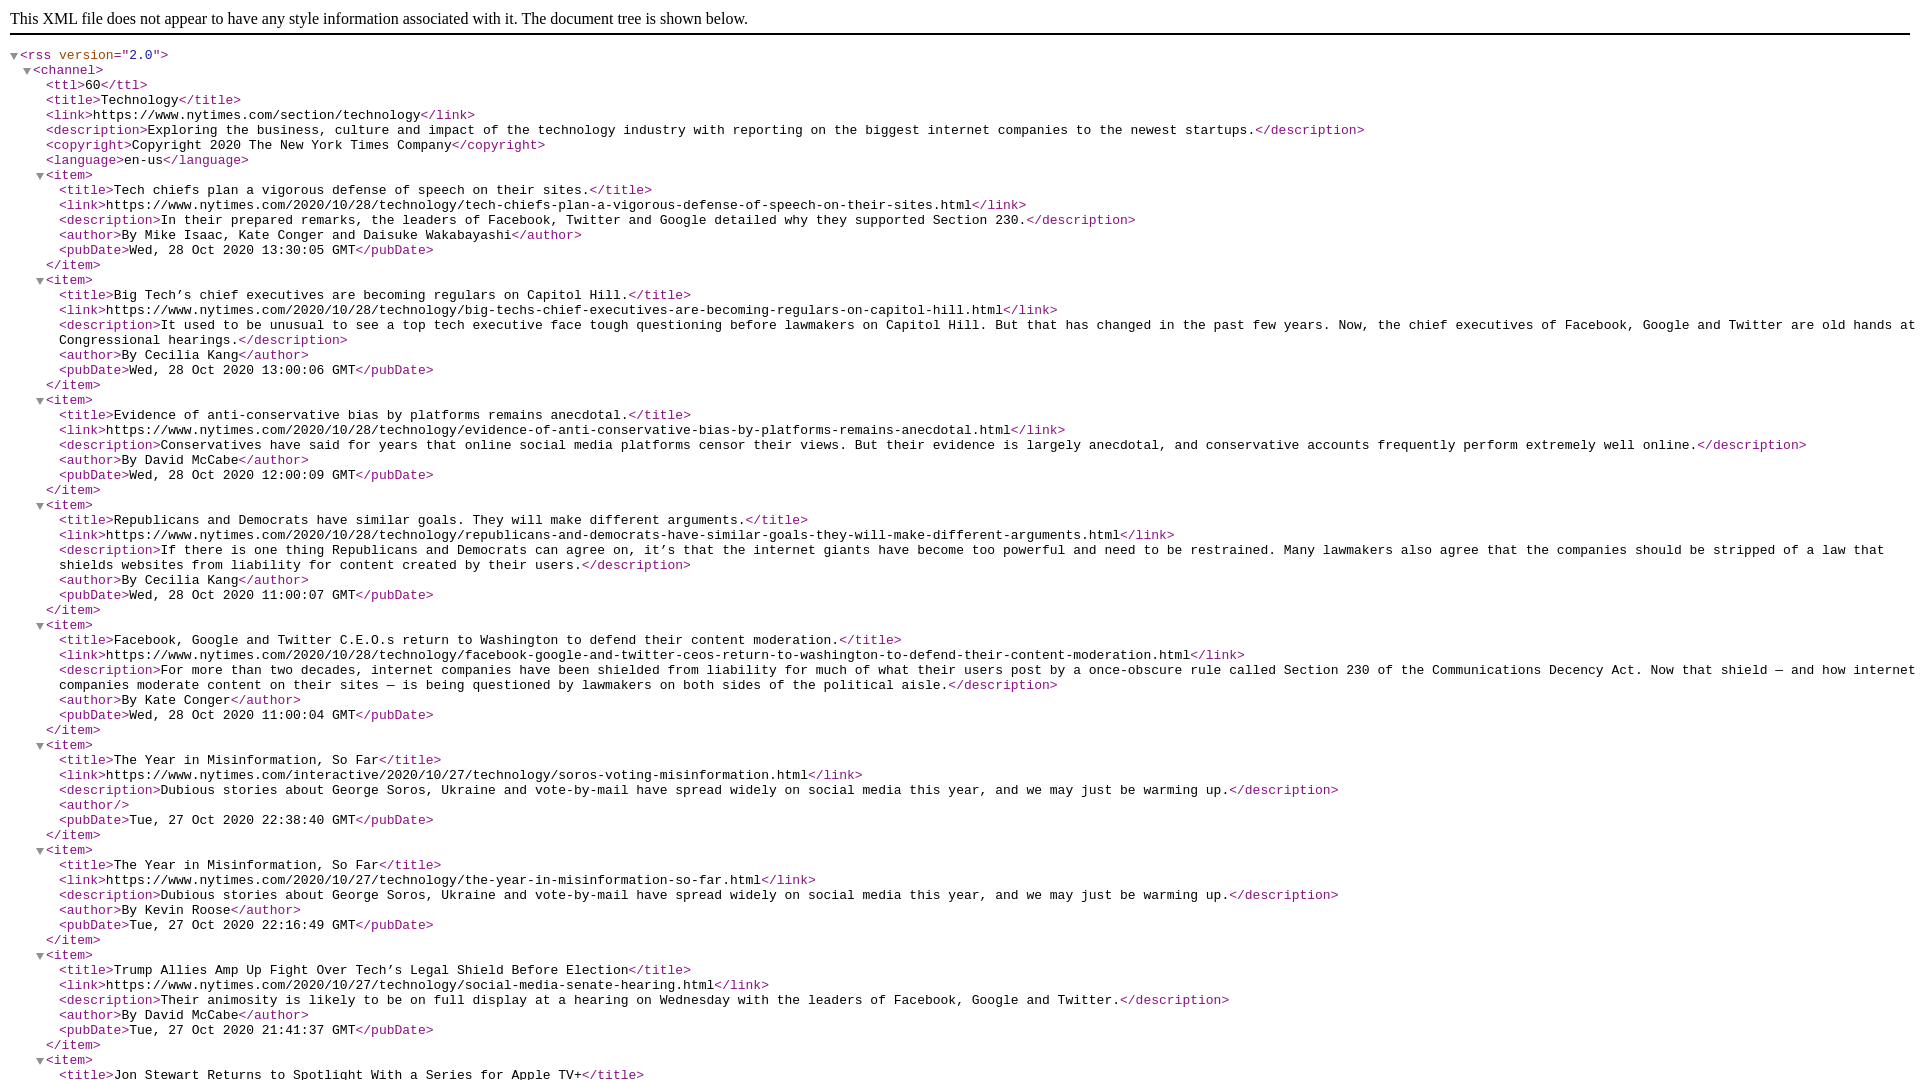 This XML file does not appear to have any style information associated with it. The document tree is shown below.
<rss version="2.0">
<channel>
<ttl>60</ttl>
<title>Technology</title>
<link>https://www.nytimes.com/section/technology</link>
<description>Exploring the business, culture and impact of the technology industry with reporting on the biggest internet companies to the newest startups.</description>
<copyright>Copyright 2020 The New York Times Company</copyright>
<language>en-us</language>
<item>
<title>Tech chiefs plan a vigorous defense of speech on their sites.</title>
<link>https://www.nytimes.com/2020/10/28/technology/tech-chiefs-plan-a-vigorous-defense-of-speech-on-their-sites.html</link>
<description>In their prepared remarks, the leaders of Facebook, Twitter and Google detailed why they supported Section 230.</description>
<author>By Mike Isaac, Kate Conger and Daisuke Wakabayashi</author>
<pubDate>Wed, 28 Oct 2020 13:30:05 GMT</pubDate>
</item>
<item>
<title>Big Tech’s chief executives are becoming regulars on Capitol Hill.</title>
<link>https://www.nytimes.com/2020/10/28/technology/big-techs-chief-executives-are-becoming-regulars-on-capitol-hill.html</link>
<description>It used to be unusual to see a top tech executive face tough questioning before lawmakers on Capitol Hill. But that has changed in the past few years. Now, the chief executives of Facebook, Google and Twitter are old hands at
Congressional hearings.</description>
<author>By Cecilia Kang</author>
<pubDate>Wed, 28 Oct 2020 13:00:06 GMT</pubDate>
</item>
<item>
<title>Evidence of anti-conservative bias by platforms remains anecdotal.</title>
<link>https://www.nytimes.com/2020/10/28/technology/evidence-of-anti-conservative-bias-by-platforms-remains-anecdotal.html</link>
<description>Conservatives have said for years that online social media platforms censor their views. But their evidence is largely anecdotal, and conservative accounts frequently perform extremely well online.</description>
<author>By David McCabe</author>
<pubDate>Wed, 28 Oct 2020 12:00:09 GMT</pubDate>
</item>
<item>
<title>Republicans and Democrats have similar goals. They will make different arguments.</title>
<link>https://www.nytimes.com/2020/10/28/technology/republicans-and-democrats-have-similar-goals-they-will-make-different-arguments.html</link>
<description>If there is one thing Republicans and Democrats can agree on, it’s that the internet giants have become too powerful and need to be restrained. Many lawmakers also agree that the companies should be stripped of a law that
shields websites from liability for content created by their users.</description>
<author>By Cecilia Kang</author>
<pubDate>Wed, 28 Oct 2020 11:00:07 GMT</pubDate>
</item>
<item>
<title>Facebook, Google and Twitter C.E.O.s return to Washington to defend their content moderation.</title>
<link>https://www.nytimes.com/2020/10/28/technology/facebook-google-and-twitter-ceos-return-to-washington-to-defend-their-content-moderation.html</link>
<description>For more than two decades, internet companies have been shielded from liability for much of what their users post by a once-obscure rule called Section 230 of the Communications Decency Act. Now that shield — and how internet
companies moderate content on their sites — is being questioned by lawmakers on both sides of the political aisle.</description>
<author>By Kate Conger</author>
<pubDate>Wed, 28 Oct 2020 11:00:04 GMT</pubDate>
</item>
<item>
<title>The Year in Misinformation, So Far</title>
<link>https://www.nytimes.com/interactive/2020/10/27/technology/soros-voting-misinformation.html</link>
<description>Dubious stories about George Soros, Ukraine and vote-by-mail have spread widely on social media this year, and we may just be warming up.</description>
<author/>
<pubDate>Tue, 27 Oct 2020 22:38:40 GMT</pubDate>
</item>
<item>
<title>The Year in Misinformation, So Far</title>
<link>https://www.nytimes.com/2020/10/27/technology/the-year-in-misinformation-so-far.html</link>
<description>Dubious stories about George Soros, Ukraine and vote-by-mail have spread widely on social media this year, and we may just be warming up.</description>
<author>By Kevin Roose</author>
<pubDate>Tue, 27 Oct 2020 22:16:49 GMT</pubDate>
</item>
<item>
<title>Trump Allies Amp Up Fight Over Tech’s Legal Shield Before Election</title>
<link>https://www.nytimes.com/2020/10/27/technology/social-media-senate-hearing.html</link>
<description>Their animosity is likely to be on full display at a hearing on Wednesday with the leaders of Facebook, Google and Twitter.</description>
<author>By David McCabe</author>
<pubDate>Tue, 27 Oct 2020 21:41:37 GMT</pubDate>
</item>
<item>
<title>Jon Stewart Returns to Spotlight With a Series for Apple TV+</title>